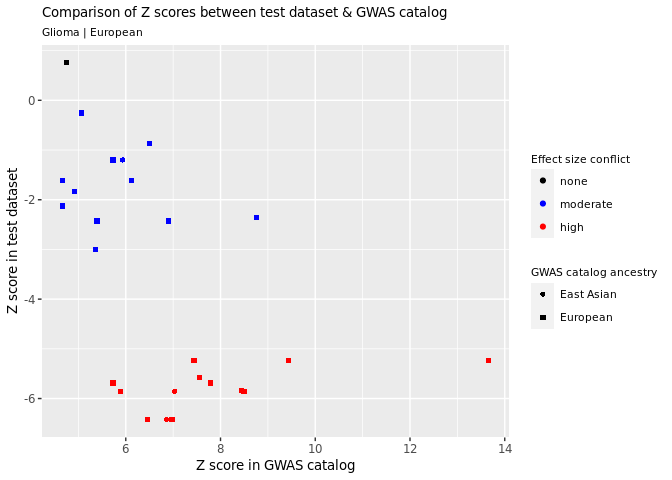 Comparison of Z scores between test dataset & GWAS catalog
Glioma | European
0
-2
-4
-6
Z score in test dataset
6
8
10
12
14
Z score in GWAS catalog
Effect size conflict
none
moderate
high
GWAS catalog ancestry
East Asian
European